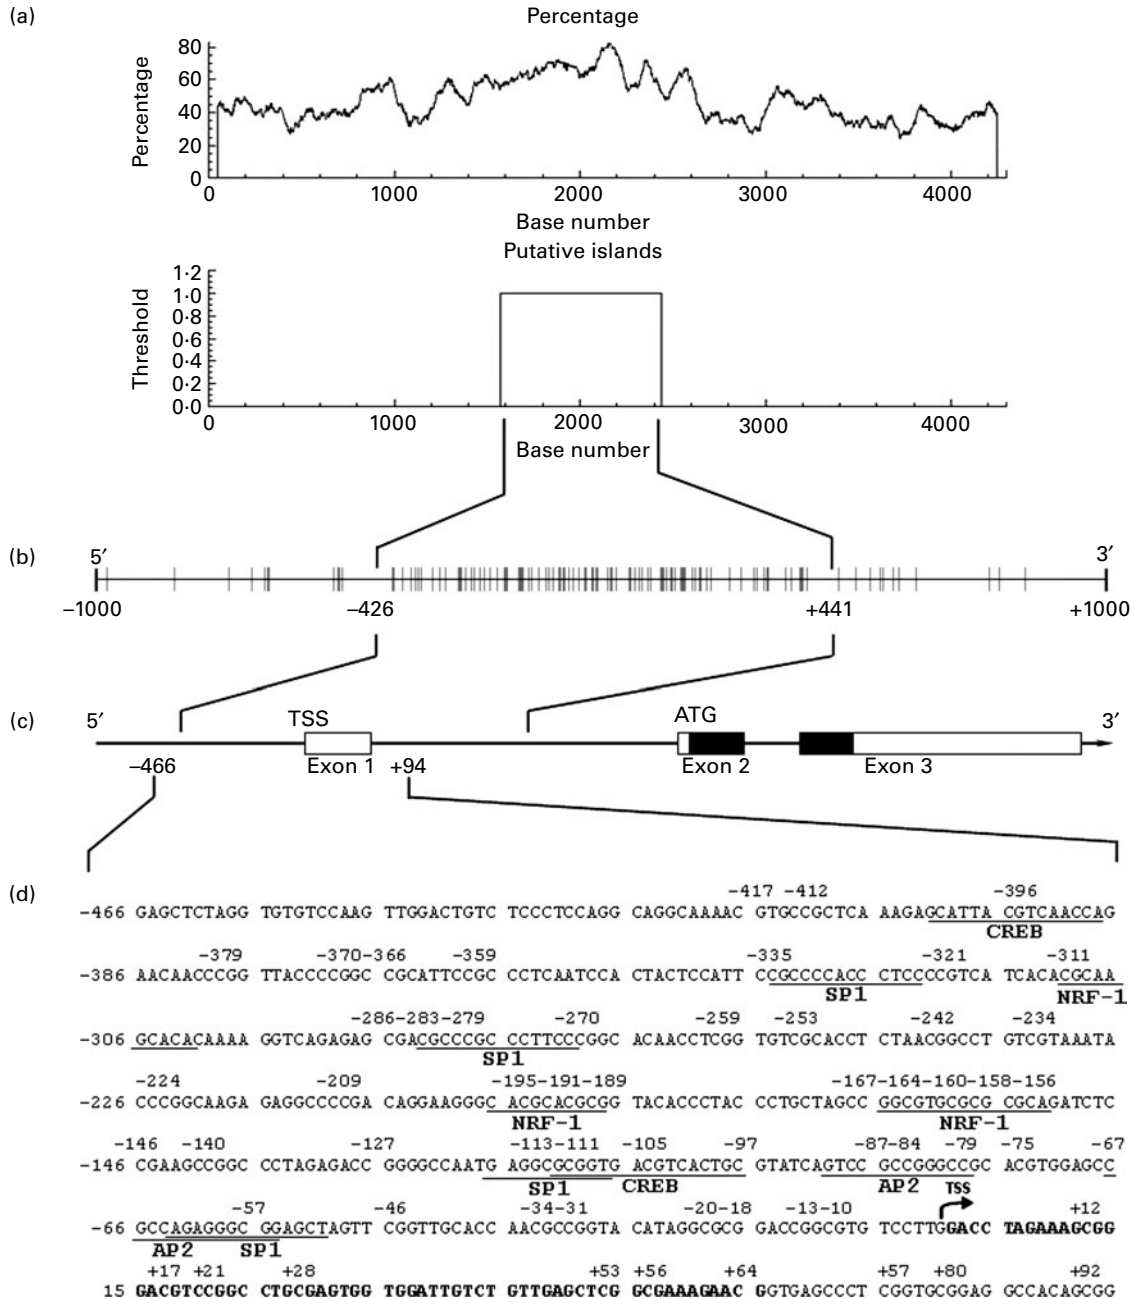 (a)
Percentage
Percentage
80
60
40
20
0
0 1000 2000 3000 4000
Base number
Putative islands
Threshold
1·2
1·0
0·8
0·6
0·4
0·2
0·0
0 1000 2000 3000 4000
Base number
(b)
5′ 3′
–1000 –426 +441 +1000
(c)
5′ TSS ATG 3′
–466 Exon 1 +94 Exon 2 Exon 3
(d)
-417 -412 -396
-466 GAGCTCTAGG TGTGTCCAAG TTGGACTGTC TCCCTCCAGG CAGGCAAAAC GTGCCGCTCA AAGAGCATTA CGTCAACCAG
CREB
-379 -370-366 -359 -335 -321 -311
-386 AACAACCCGG TTACCCCGGC CGCATTCCGC CCTCAATCCA CTACTCCATT CCGCCCCACC CTCCCCGTCA TCACACGCAA
SP1 NRF-1
-286-283-279 -270 -259 -253 -242 -234
-306 GCACACAAAA GGTCAGAGAG CGACGCCCGC CCTTCCCGGC ACAACCTCGG TGTCGCACCT CTAACGGCCT GTCGTAAATA
SP1
-224 -209 -195-191-189 -167-164-160-158-156
-226 CCCGGCAAGA GAGGCCCCGA CAGGAAGGGC ACGCACGCGG TACACCCTAC CCTGCTAGCC GGCGTGCGCG CGCAGATCTC
NRF-1 NRF-1
-146 -140 -127 -113-111 -105 -97 -87-84 -79 -75 -67
-146 CGAAGCCGGC CCTAGAGACC GGGGCCAATG AGGCGCGGTG ACGTCACTGC GTATCAGTCC GCCGGGCCGC ACGTGGAGCC
SP1 CREB AP2 TSS
-57 -46 -34-31 -20-18 -13-10 +12
-66 GCCAGAGGGC GGAGCTAGTT CGGTTGCACC AACGCCGGTA CATAGGCGCG GACCGGCGTG TCCTTGGACC TAGAAAGCGG
AP2 SP1
+17 +21 +28 +53 +56 +64 +57 +80 +92
15 GACGTCCGGC CTGCGAGTGG TGGATTGTCT GTTGAGCTCG GCGAAAGAAC GGGTGAGCCCT CGGTGCGGAG GCCACAGCGG